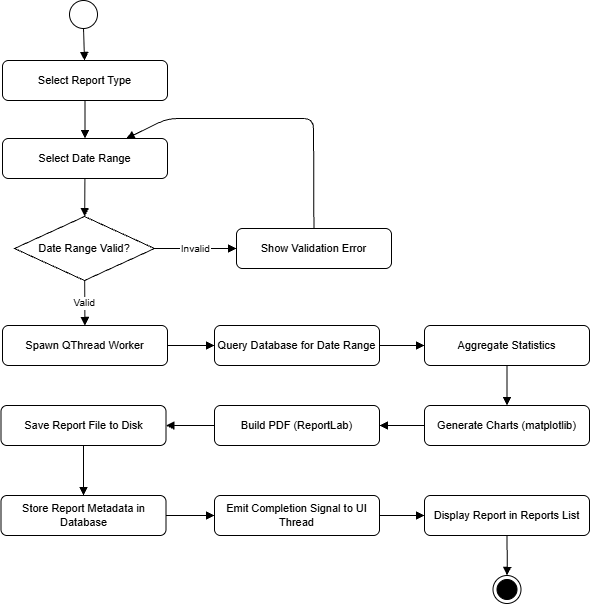 Select Report Type
Select Date Range
Date Range Valid?
Invalid
Show Validation Error
Valid
Spawn QThread Worker
Query Database for Date Range
Aggregate Statistics
Save Report File to Disk
Build PDF (ReportLab)
Generate Charts (matplotlib)
Store Report Metadata in
Database
Emit Completion Signal to UI
Thread
Display Report in Reports List